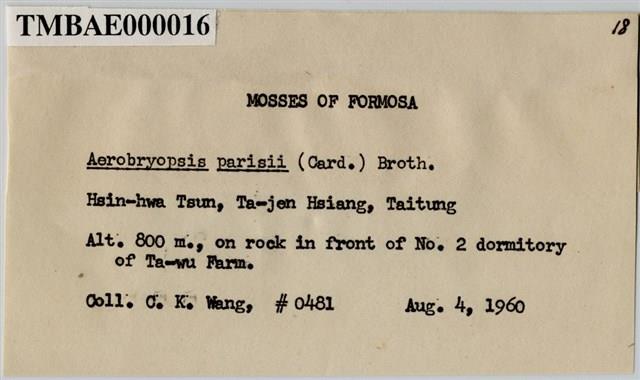 TMBAE000016
18
MOSSES OF FORMOSA
Aerobryopsis parisii (Card.) Broth.
Hsin-hwa Tsun, Ta-jen Hsiang, Taitung
Alt. 800 m., on rock in front of No. 2 dormitory
of Ta-wu Farm.
Coll. C. K. Wang, # 0481 Aug. 4, 1960